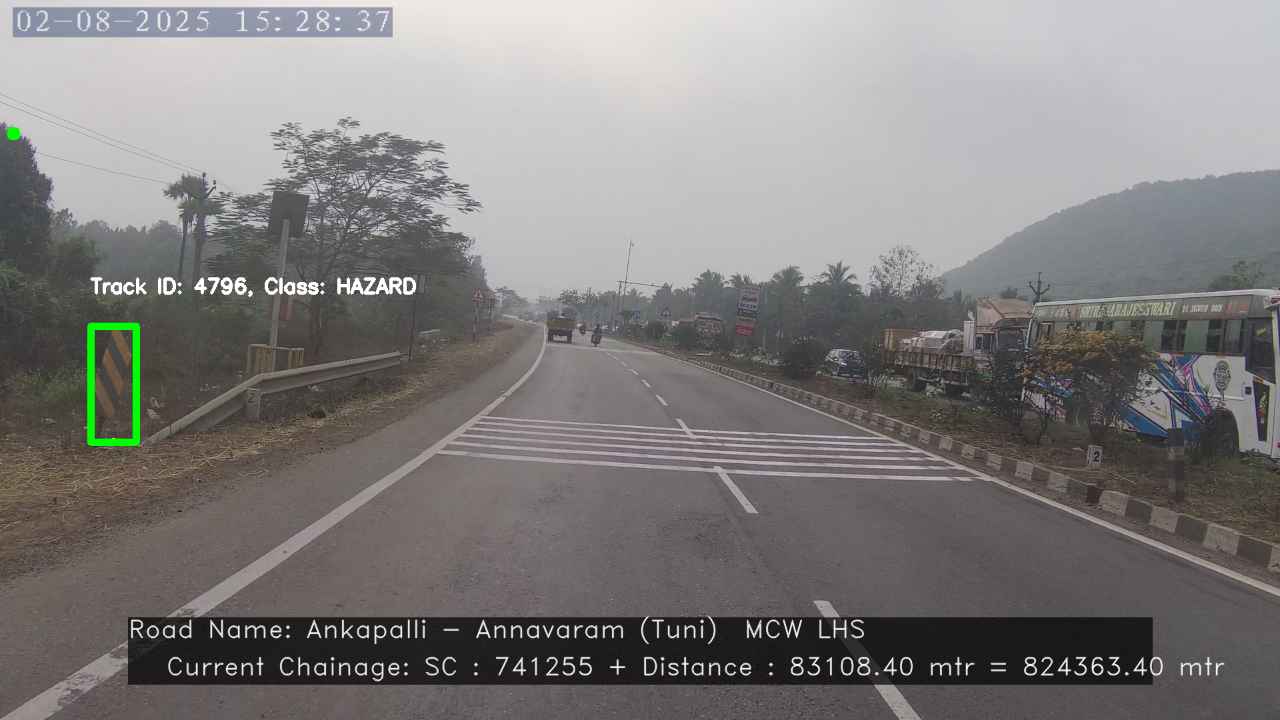 02-08-2025 15:28:37
Track ID: 4796, Class: HAZARD
2
Road Name: Ankapalli - Annavaram (Tuni) MCW LHS
Current Chainage: SC : 741255 + Distance : 83108.40 mtr = 824363.40 mtr